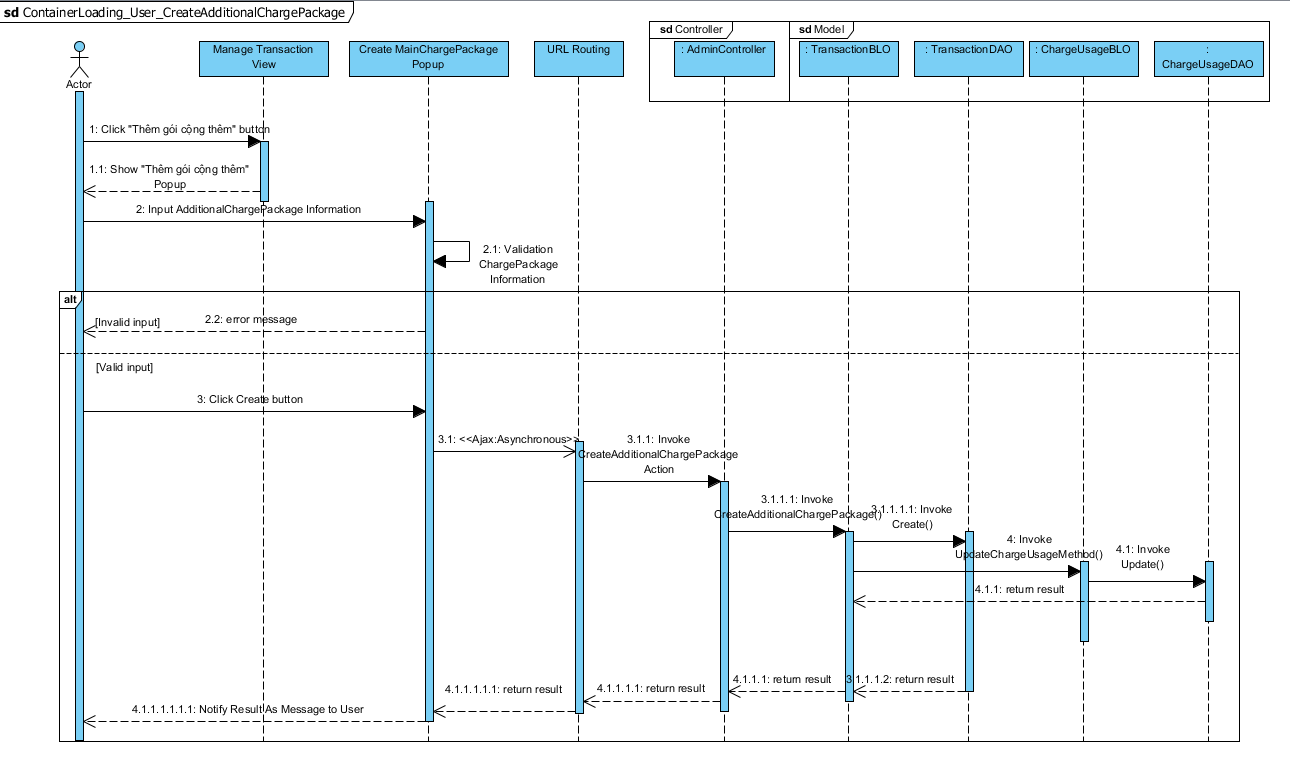 sd ContainerLoading_User_CreateAdditionalChargePackage
sd Controller
sd Model
Actor
Manage Transaction
View
Create MainChargePackage
Popup
URL Routing
: AdminController
: TransactionBLO
: TransactionDAO
: ChargeUsageBLO
:
ChargeUsageDAO
1: Click "Thêm gói cộng thêm" button
1.1: Show "Thêm gói cộng thêm"
Popup
2: Input AdditionalChargePackage Information
2.1: Validation
ChargePackage
Information
alt
[Invalid input]
2.2: error message
[Valid input]
3: Click Create button
3.1: <<Ajax:Asynchronous>>
3.1.1: Invoke
CreateAdditionalChargePackage
Action
3.1.1.1: Invoke
CreateAdditionalChargePackage()
3.1.1.1.1: Invoke
Create()
4: Invoke
UpdateChargeUsageMethod()
4.1: Invoke
Update()
4.1.1: return result
3.1.1.1.2: return result
4.1.1.1: return result
4.1.1.1.1: return result
4.1.1.1.1.1: return result
4.1.1.1.1.1.1: Notify Result As Message to User